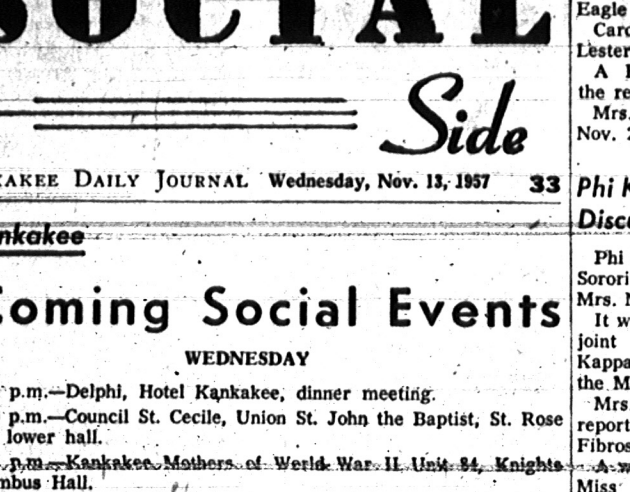 SOCIAL
Side
KAKEE DAILY JOURNAL Wednesday, Nov. 13, 1957 33
nkakee
Coming Social Events
WEDNESDAY
p.m.—Delphi, Hotel Kankakee, dinner meeting.
p.m.—Council St. Cecile, Union St. John the Baptist, St. Rose
lower hall.
p.m.—Kankakee Mothers of World War II Unit 84, Knights
mbus Hall.
Eagle
Card
Lester
A
the re
Mrs.
Nov. 2
Phi K
Disc
Phi
Sorori
Mrs. M
It w
joint
Kappa
the M
Mrs
report
Fibros
A w
Miss